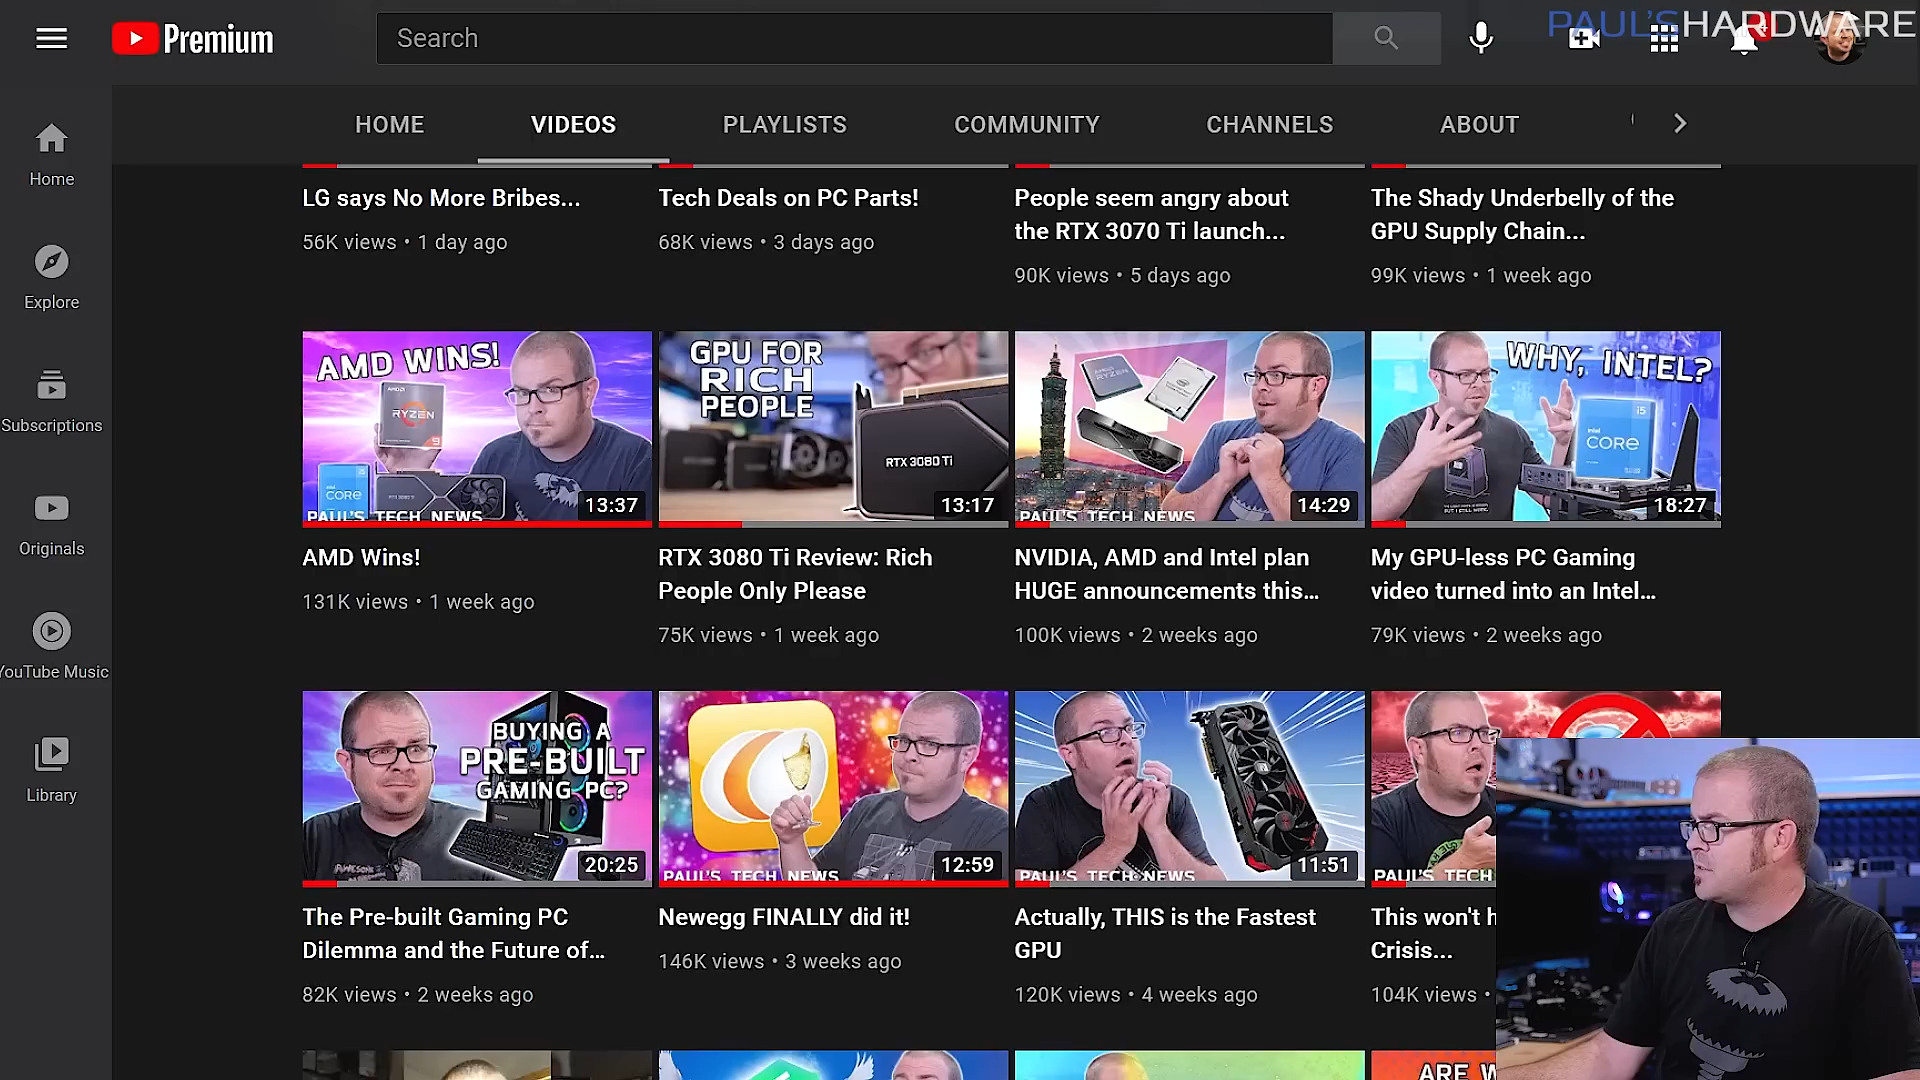 Premium
Search
PAUL'SHARDWARE
HOME
VIDEOS
PLAYLISTS
COMMUNITY
CHANNELS
ABOUT
Home
Explore
Subscriptions
Originals
YouTube Music
Library
LG says No More Bribes...
56K views • 1 day ago
Tech Deals on PC Parts!
68K views • 3 days ago
People seem angry about
the RTX 3070 Ti launch...
90K views • 5 days ago
The Shady Underbelly of the
GPU Supply Chain...
99K views • 1 week ago
AMD WINS!
RYZEN
9
CORE
PAUL'S TECH NEWS
13:37
AMD Wins!
131K views • 1 week ago
GPU FOR
RICH
PEOPLE
RTX 3080 Ti
13:17
RTX 3080 Ti Review: Rich
People Only Please
75K views • 1 week ago
RYZEN
PAUL'S TECH NEWS
14:29
NVIDIA, AMD and Intel plan
HUGE announcements this...
100K views • 2 weeks ago
WHY, INTEL?
i5
CORE
18:27
My GPU-less PC Gaming
video turned into an Intel...
79K views • 2 weeks ago
BUYING A
PRE-BUILT
GAMING PC?
20:25
The Pre-built Gaming PC
Dilemma and the Future of...
82K views • 2 weeks ago
PAUL'S TECH NEWS
12:59
Newegg FINALLY did it!
146K views • 3 weeks ago
PAUL'S TECH NEWS
11:51
Actually, THIS is the Fastest
GPU
120K views • 4 weeks ago
PAUL'S TECH
This won't h
Crisis...
104K views •
ARE W